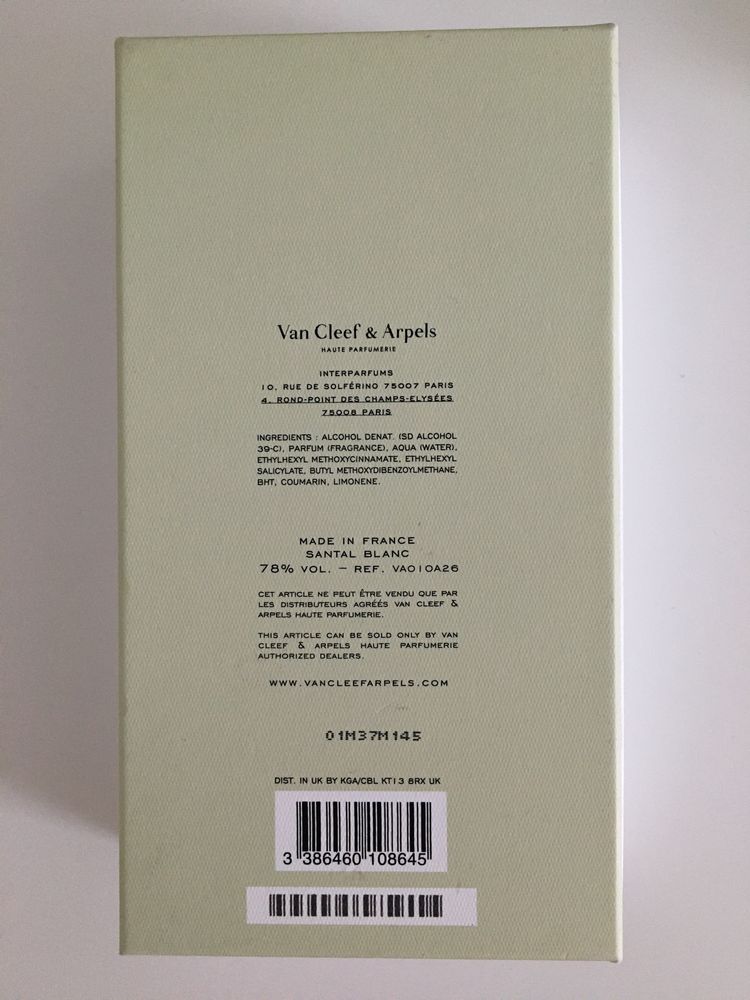 Van Cleef & Arpels
HAUTE PARFUMERIE
INTERPARFUMS
10, RUE DE SOLFÉRINO 75007 PARIS
4, ROND-POINT DES CHAMPS-ELYSÉES
75008 PARIS
INGREDIENTS : ALCOHOL DENAT. (SD ALCOHOL
39-C), PARFUM (FRAGRANCE), AQUA (WATER),
ETHYLHEXYL METHOXYCINNAMATE, ETHYLHEXYL
SALICYLATE, BUTYL METHOXYDIBENZOYLMETHANE,
BHT, COUMARIN, LIMONENE.
MADE IN FRANCE
SANTAL BLANC
78% VOL. – REF. VA010A26
CET ARTICLE NE PEUT ÊTRE VENDU QUE PAR
LES DISTRIBUTEURS AGRÉÉS VAN CLEEF &
ARPELS HAUTE PARFUMERIE.
THIS ARTICLE CAN BE SOLD ONLY BY VAN
CLEEF & ARPELS HAUTE PARFUMERIE
AUTHORIZED DEALERS.
WWW.VANCLEEFARPELS.COM
01M37M145
DIST. IN UK BY KGA/CBL KT13 8RX UK
3 386460 108645